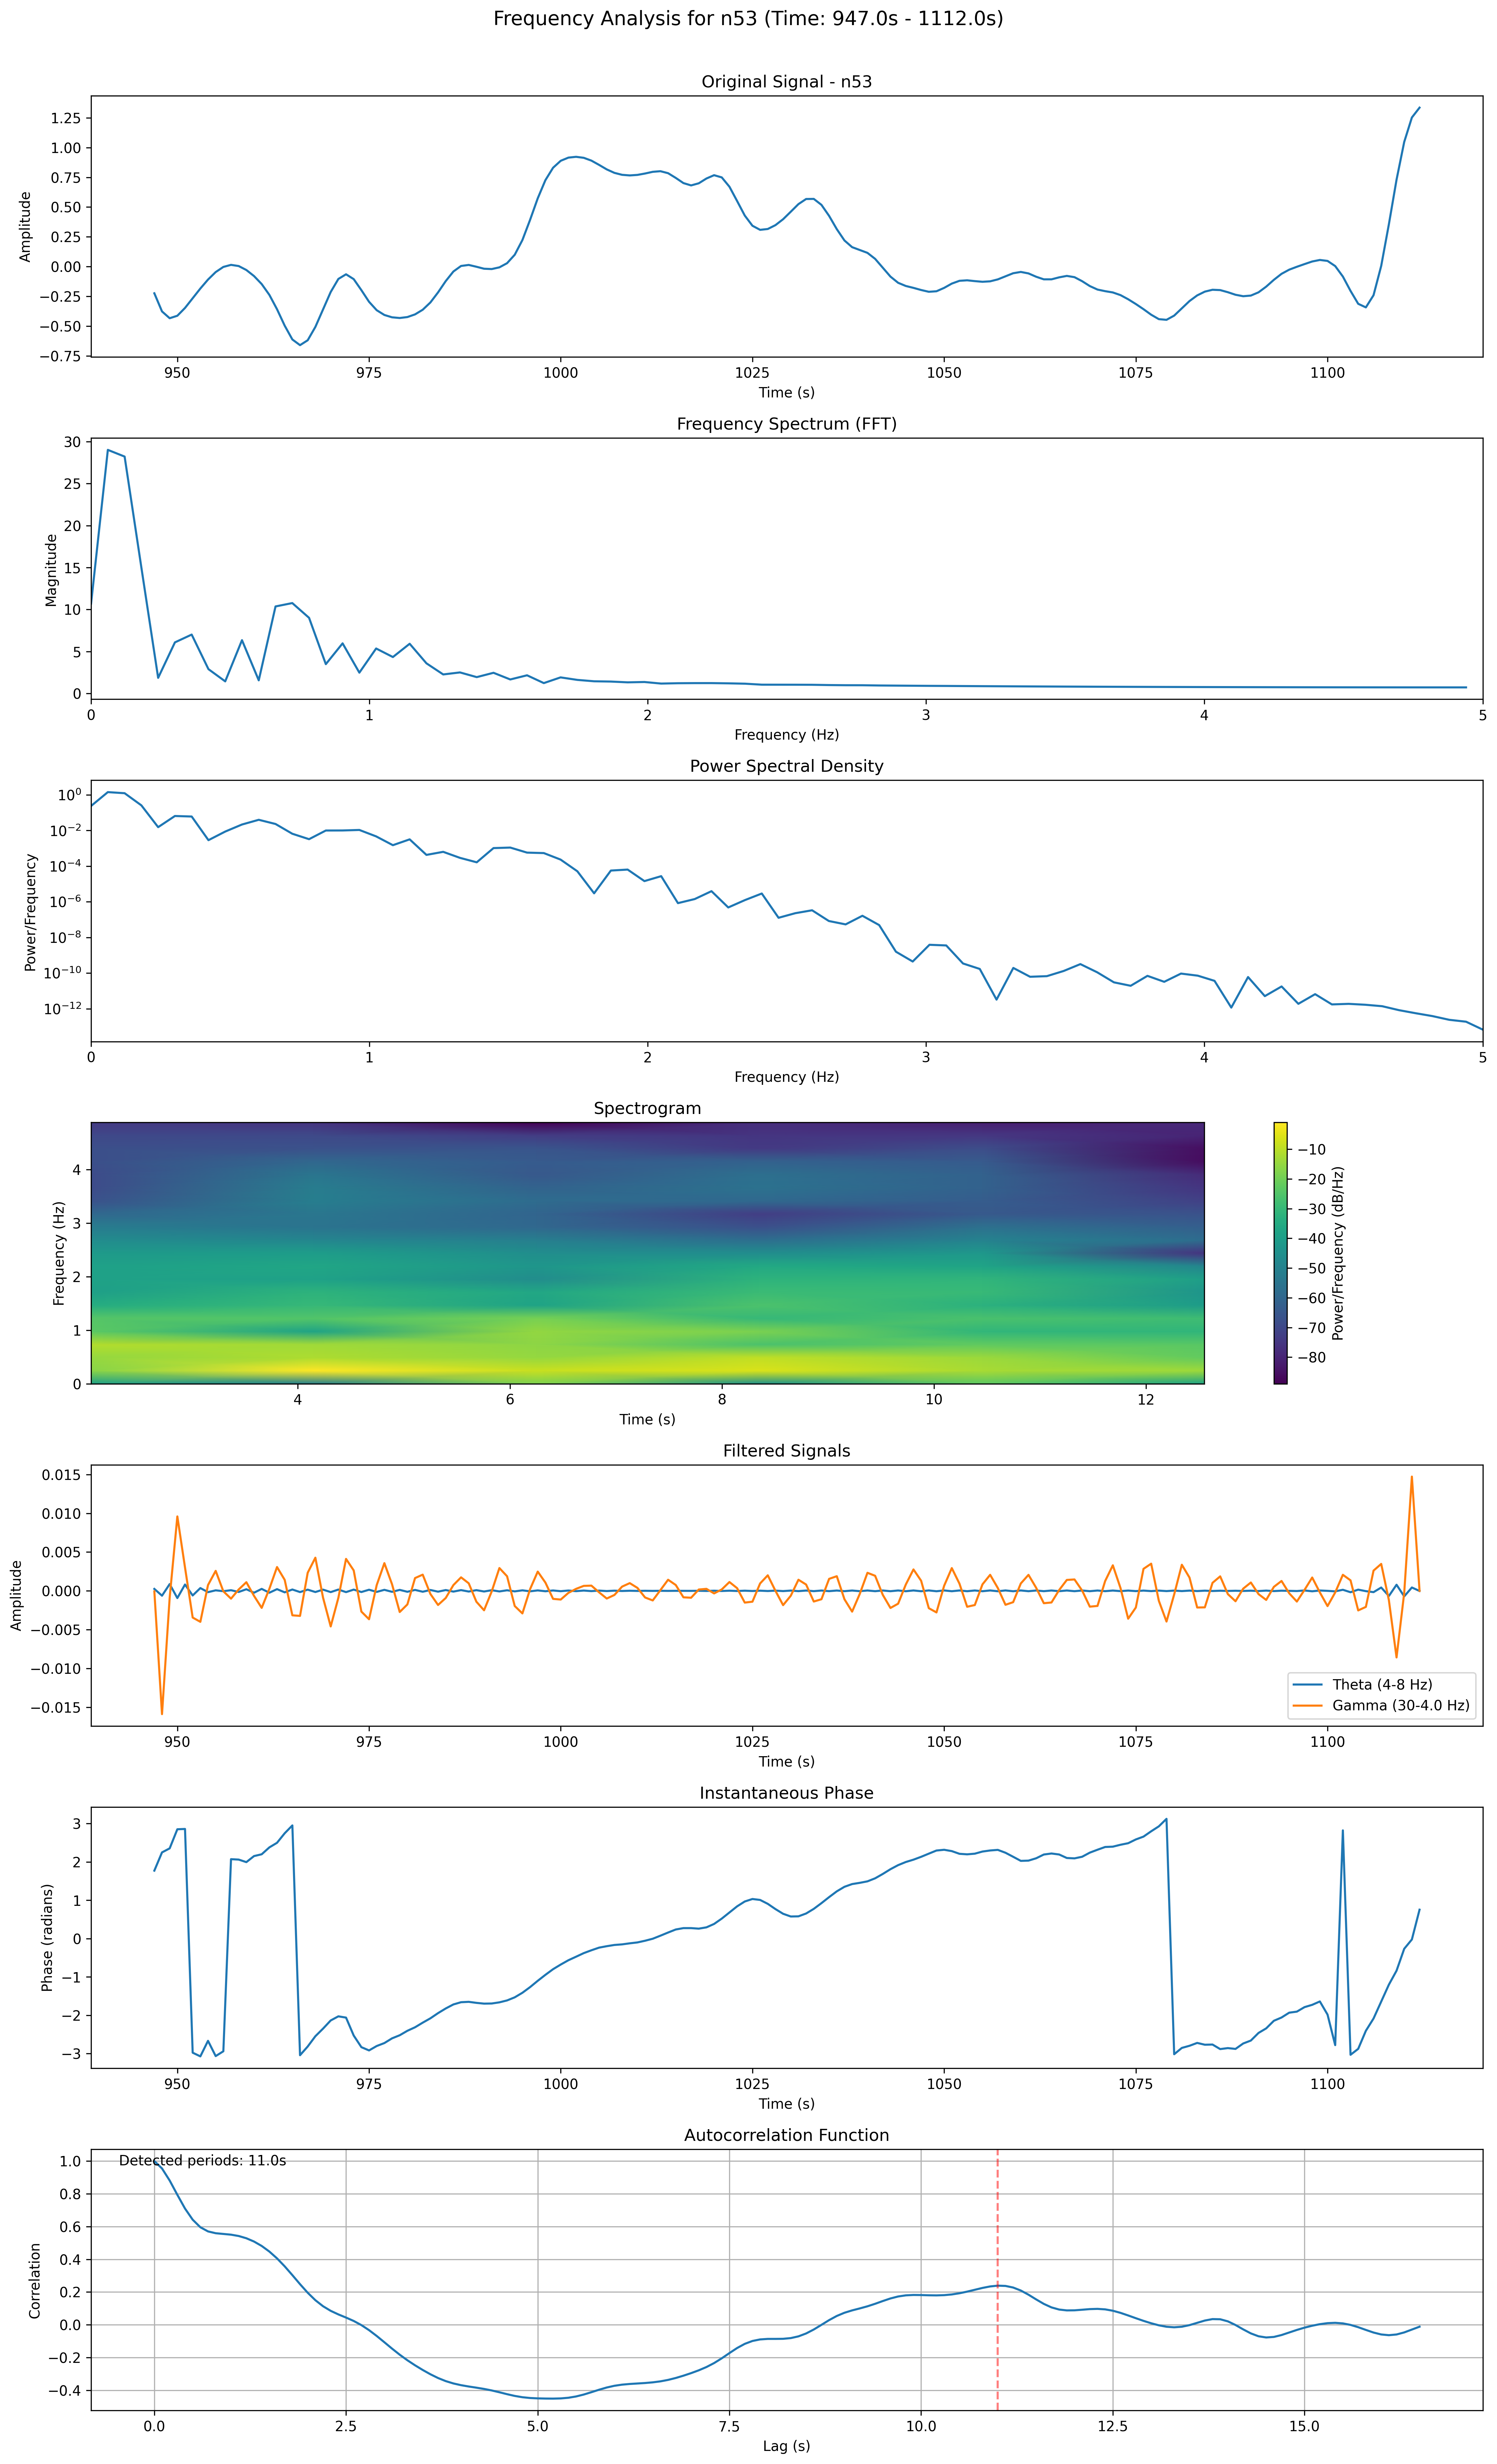 Frequency Analysis for n53 (Time: 947.0s - 1112.0s)
Original Signal - n53
1.25
1.00
0.75
0.50
0.25
0.00
−0.25
−0.50
−0.75
Amplitude
950 975 1000 1025 1050 1075 1100
Time (s)
Frequency Spectrum (FFT)
30
25
20
15
10
5
0
Magnitude
0 1 2 3 4 5
Frequency (Hz)
Power Spectral Density
10⁰
10⁻²
10⁻⁴
10⁻⁶
10⁻⁸
10⁻¹⁰
10⁻¹²
Power/Frequency
0 1 2 3 4 5
Frequency (Hz)
Spectrogram
4
3
2
1
0
Frequency (Hz)
4 6 8 10 12
Time (s)
−10
−20
−30
−40
−50
−60
−70
−80
Power/Frequency (dB/Hz)
Filtered Signals
0.015
0.010
0.005
0.000
−0.005
−0.010
−0.015
Amplitude
Theta (4-8 Hz)
Gamma (30-4.0 Hz)
950 975 1000 1025 1050 1075 1100
Time (s)
Instantaneous Phase
3
2
1
0
−1
−2
−3
Phase (radians)
950 975 1000 1025 1050 1075 1100
Time (s)
Autocorrelation Function
Detected periods: 11.0s
1.0
0.8
0.6
0.4
0.2
0.0
−0.2
−0.4
Correlation
0.0 2.5 5.0 7.5 10.0 12.5 15.0
Lag (s)